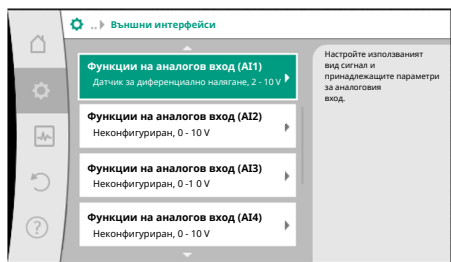 ..▶ Външни интерфейси
Функции на аналогов вход (AI1)
Датчик за диференциално налягане, 2 - 10 V
Функции на аналогов вход (AI2)
Неконфигуриран, 0 - 10 V
Функции на аналогов вход (AI3)
Неконфигуриран, 0 -1 0 V
Функции на аналогов вход (AI4)
Неконфигуриран, 0 - 10 V
Настройте използваният
вид сигнал и
принадлежащите параметри
за аналоговия
вход.